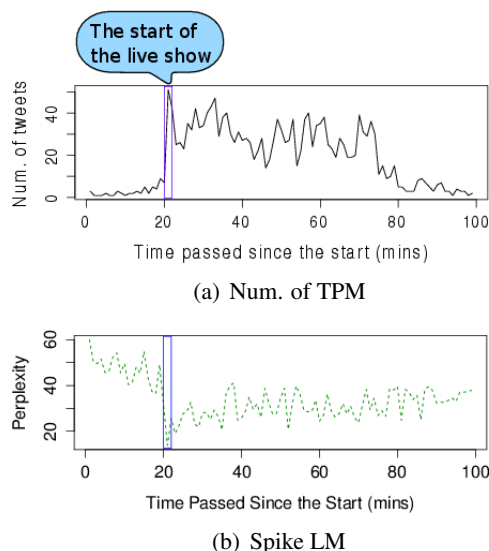 The start of
the live show
Num. of tweets
0 20 40
0 20 40 60 80 100
Time passed since the start (mins)
(a) Num. of TPM
Perplexity
20 40 60
0 20 40 60 80 100
Time Passed Since the Start (mins)
(b) Spike LM